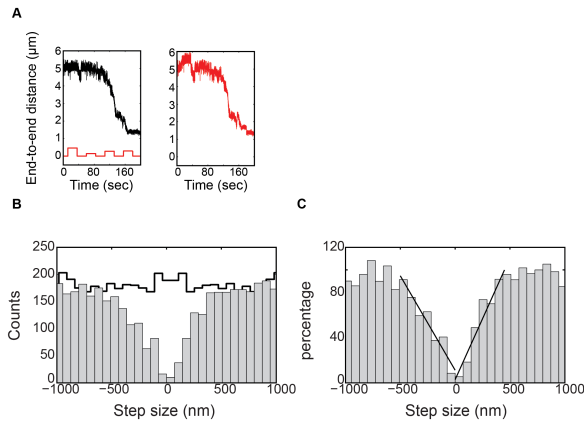 A
End-to-end distance (μm)
6
5
4
3
2
1
0
0 80 160
Time (sec)
6
5
4
3
2
1
0
0 80 160
Time (sec)
B
Counts
250
200
150
100
50
0
−1000 −500 0 500 1000
Step size (nm)
C
percentage
120
80
40
0
−1000 −500 0 500 1000
Step size (nm)